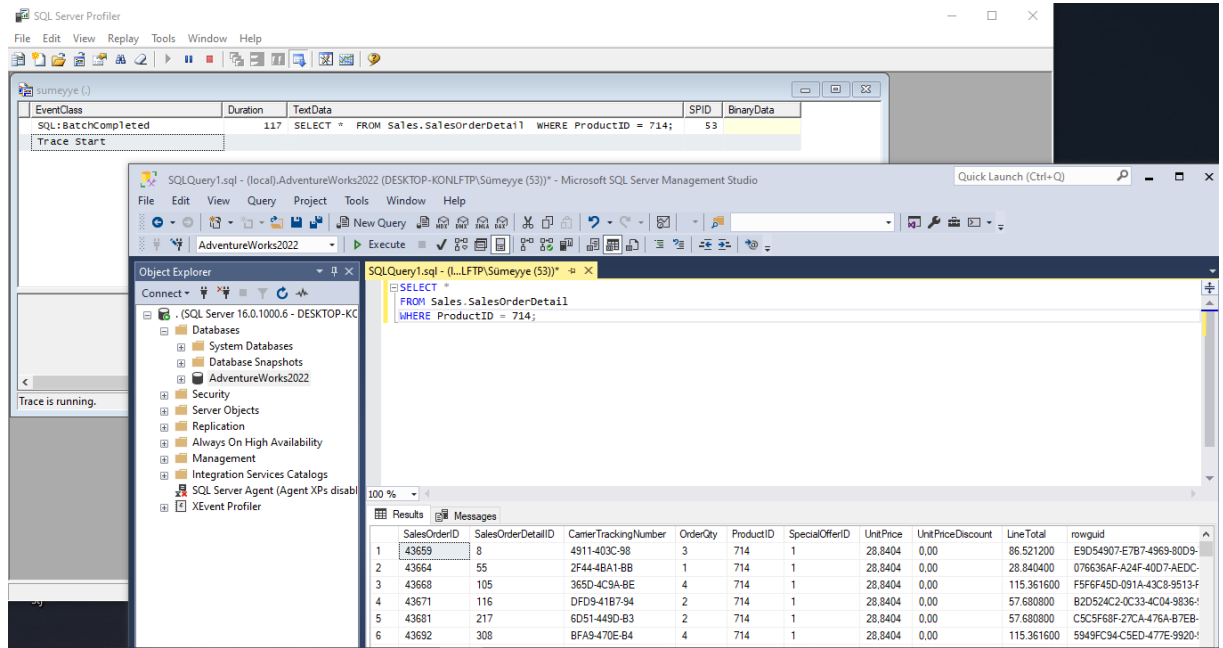 SQL Server Profiler
File Edit View Replay Tools Window Help
sumeyye (.)
EventClass Duration TextData SPID BinaryData
SQL:BatchCompleted 117 SELECT * FROM Sales.SalesOrderDetail WHERE ProductID = 714; 53
Trace Start
Trace is running.
SQLQuery1.sql - (local).AdventureWorks2022 (DESKTOP-KONLFTP\Sümeyye (53))* - Microsoft SQL Server Management Studio
Quick Launch (Ctrl+Q)
File Edit View Query Project Tools Window Help
New Query MDX DMX XMLA DAX
AdventureWorks2022 Execute
Object Explorer
Connect
. (SQL Server 16.0.1000.6 - DESKTOP-KC
Databases
System Databases
Database Snapshots
AdventureWorks2022
Security
Server Objects
Replication
Always On High Availability
Management
Integration Services Catalogs
SQL Server Agent (Agent XPs disabl
XEvent Profiler
SQLQuery1.sql - (l...LFTP\Sümeyye (53))*
SELECT *
FROM Sales.SalesOrderDetail
WHERE ProductID = 714;
100 %
Results Messages
SalesOrderID SalesOrderDetailID CarrierTrackingNumber OrderQty ProductID SpecialOfferID UnitPrice UnitPriceDiscount LineTotal rowguid
1 43659 8 4911-403C-98 3 714 1 28,8404 0,00 86.521200 E9D54907-E7B7-4969-80D9-
2 43664 55 2F44-4BA1-BB 1 714 1 28,8404 0,00 28.840400 076636AF-A24F-40D7-AEDC-
3 43668 105 365D-4C9A-BE 4 714 1 28,8404 0,00 115.361600 F5F6F45D-091A-43C8-9513-F
4 43671 116 DFD9-41B7-94 2 714 1 28,8404 0,00 57.680800 B2D524C2-0C33-4C04-9836-
5 43681 217 6D51-449D-B3 2 714 1 28,8404 0,00 57.680800 C5C5F68F-27CA-476A-B7EB-
6 43692 308 BFA9-470E-B4 4 714 1 28,8404 0,00 115.361600 5949FC94-C5ED-477E-9920-